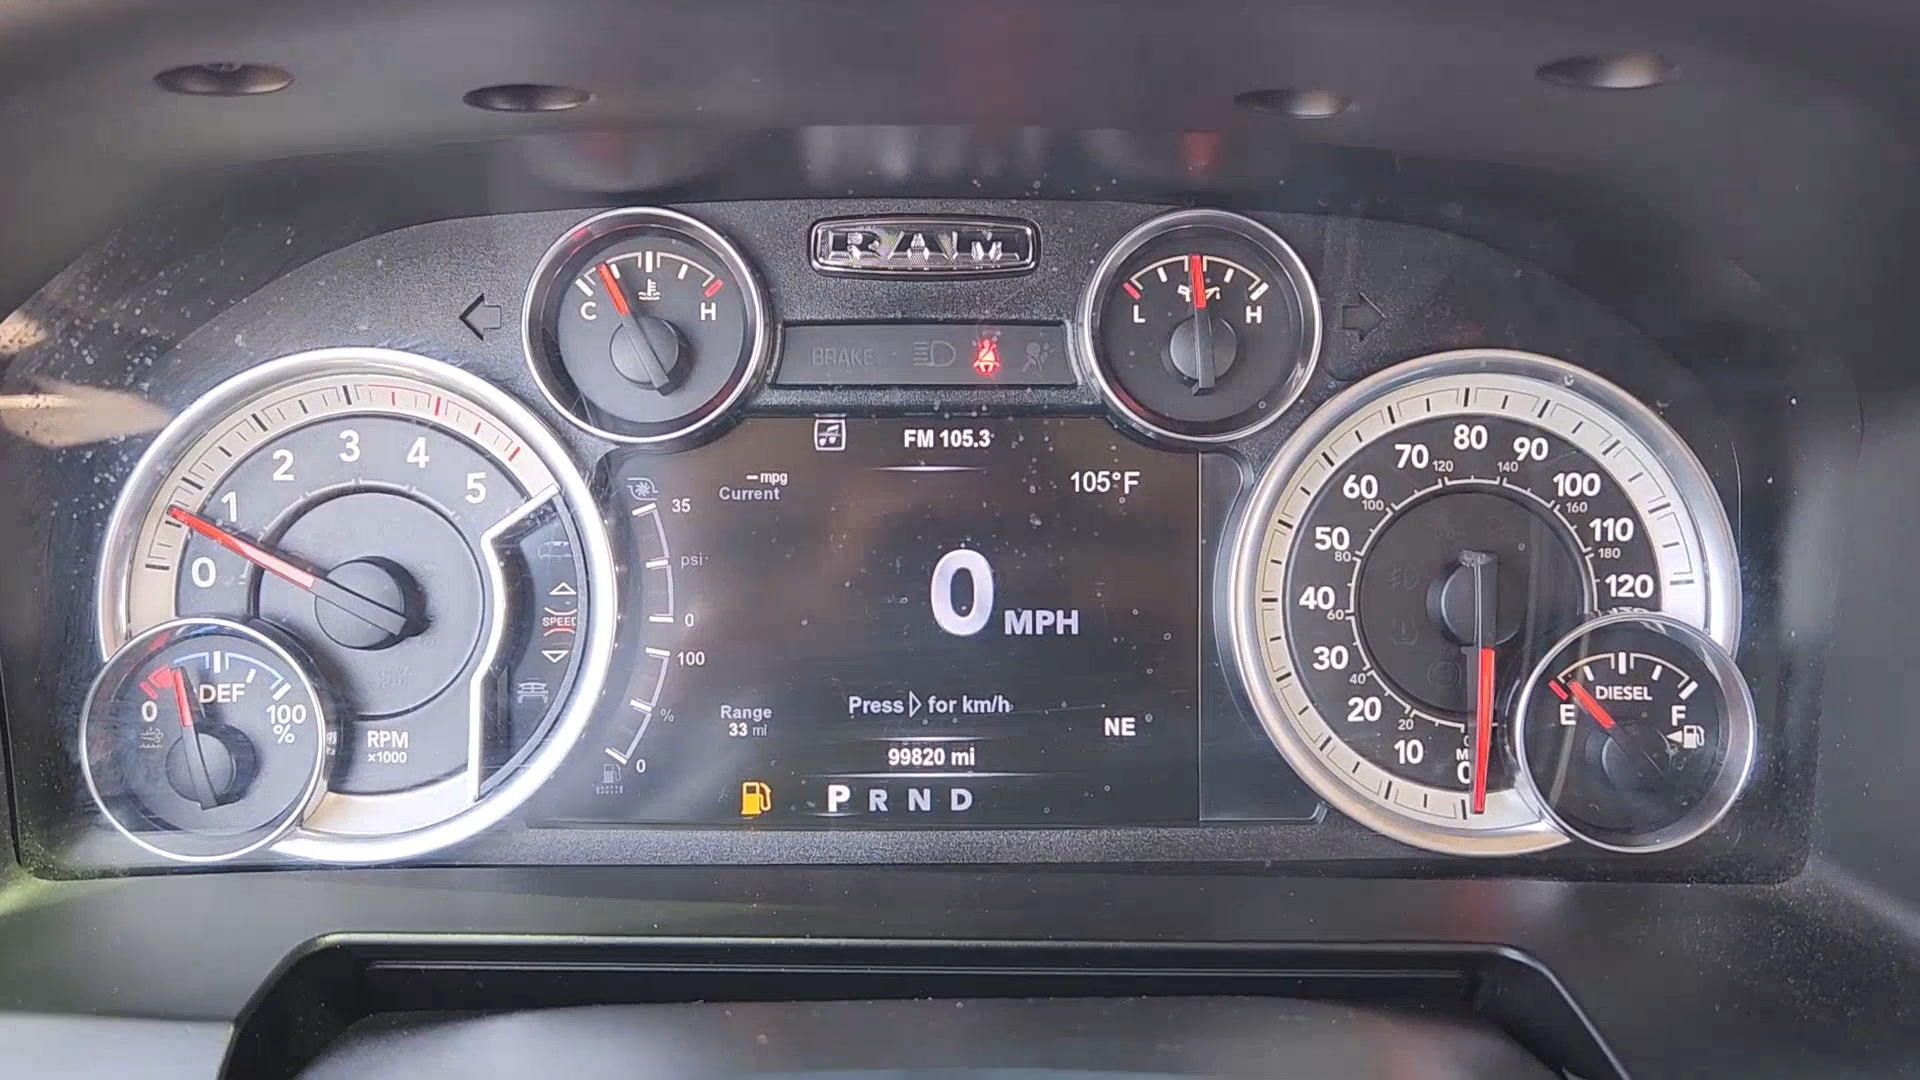 RAM
C H
L H
BRAKE
FM 105.3
-- mpg
Current
105°F
35
psi
0
100
%
0
0 MPH
Range
33 mi
Press ▷ for km/h
NE
99820 mi
P R N D
0 1 2 3 4 5
RPM
x1000
SPEED
DEF
0 100
%
0 10 20 30 40 50 60 70 80 90 100 110 120
20 40 60 80 100 120 140 160 180
DIESEL
E F